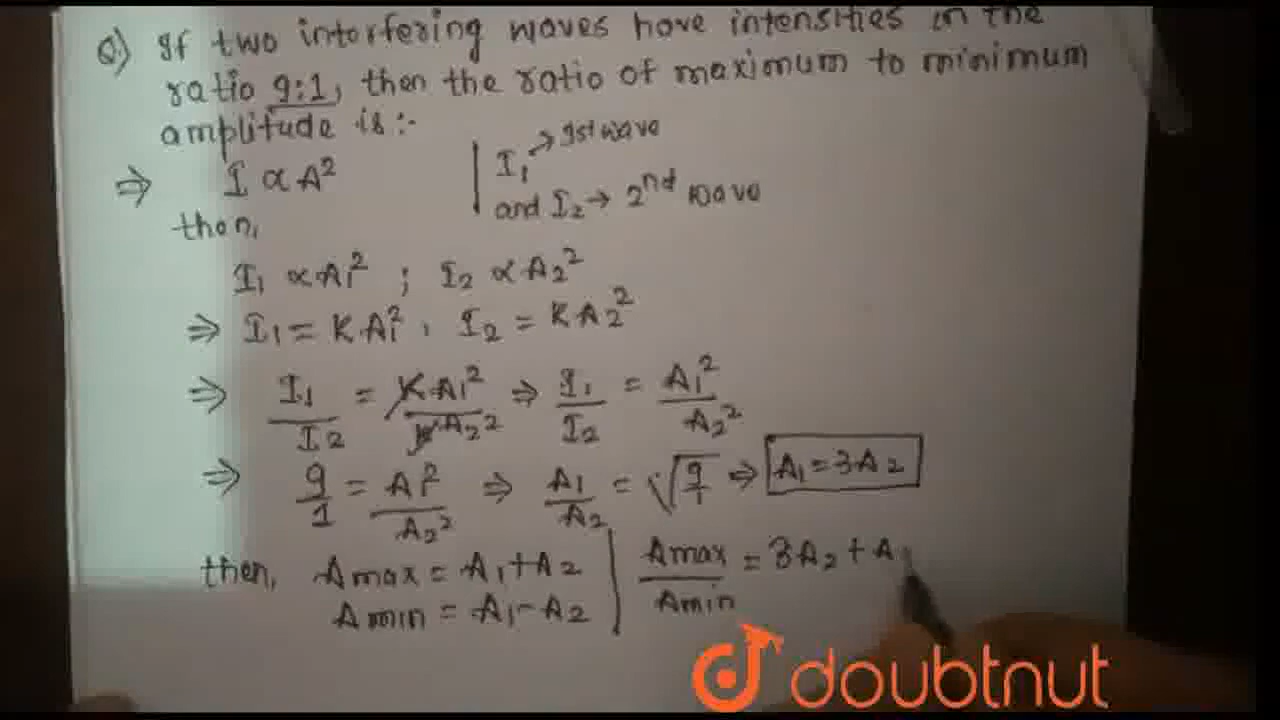 Q) If two interfering waves have intensities in the
ratio 9:1, then the ratio of maximum to minimum
amplitude is :-
⇒ I ∝ A² | I₁ → 1st wave
and I₂ → 2nd wave
then,
I₁ ∝ A₁² ; I₂ ∝ A₂²
⇒ I₁ = KA₁² , I₂ = KA₂²
⇒ I₁/I₂ = KA₁²/KA₂² ⇒ I₁/I₂ = A₁²/A₂²
⇒ 9/1 = A₁²/A₂² ⇒ A₁/A₂ = √(9/1) ⇒ A₁ = 3A₂
then, Amax = A₁ + A₂ | Amax/Amin = 3A₂ + A
Amin = A₁ - A₂
doubtnut